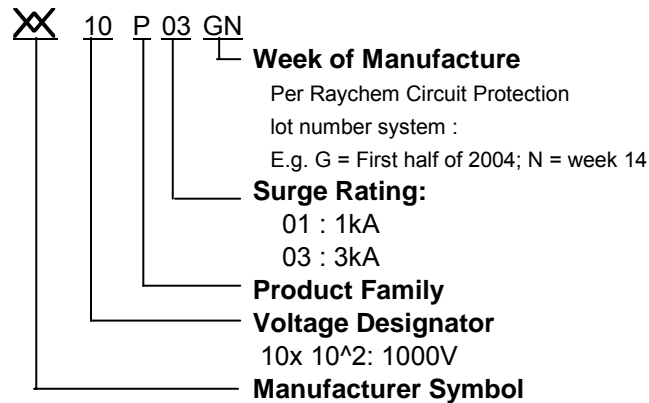 XX 10 P 03 GN
Week of Manufacture
Per Raychem Circuit Protection
lot number system :
E.g. G = First half of 2004; N = week 14
Surge Rating:
01 : 1kA
03 : 3kA
Product Family
Voltage Designator
10x 10^2: 1000V
Manufacturer Symbol